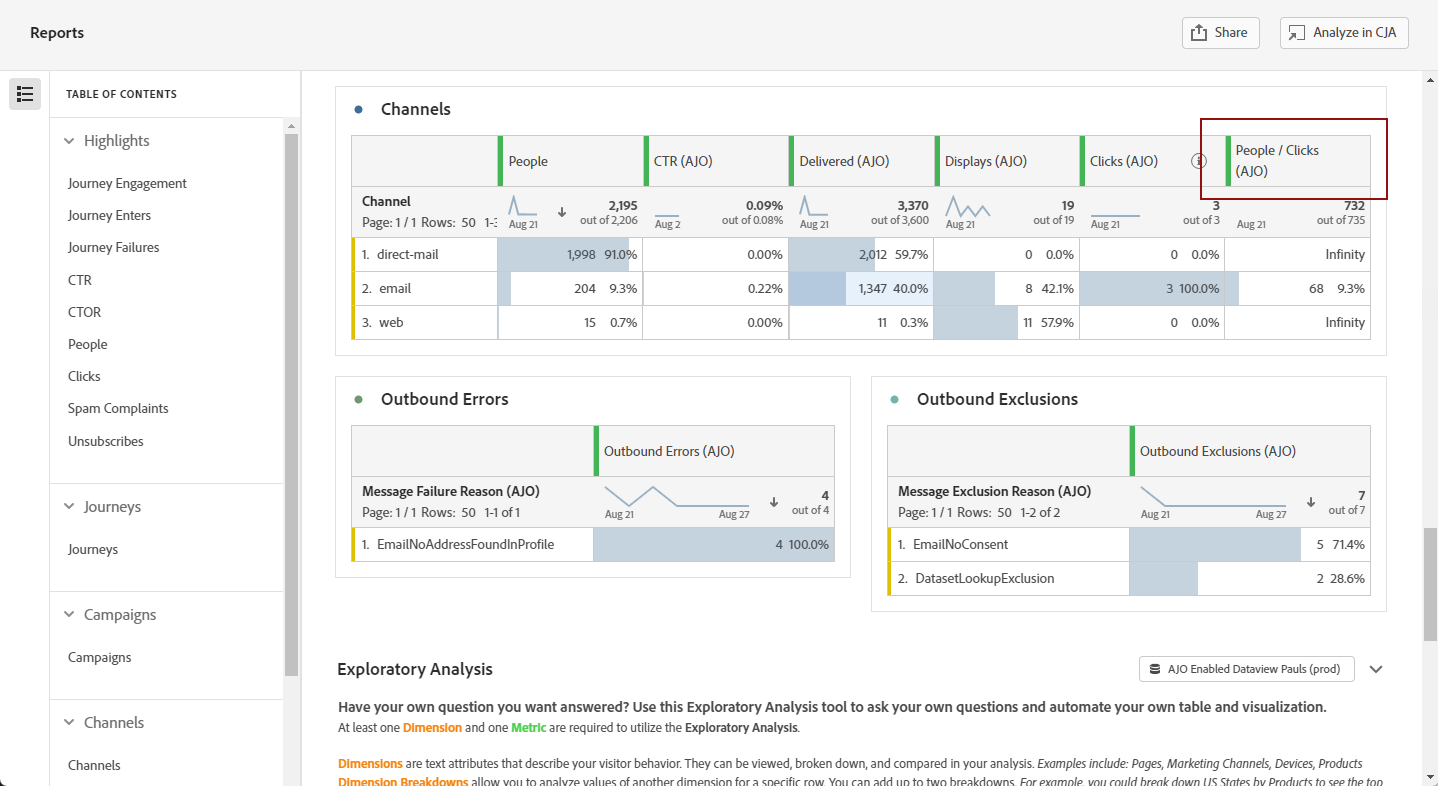 Reports
Share
Analyze in CJA
TABLE OF CONTENTS
Highlights
Journey Engagement
Journey Enters
Journey Failures
CTR
CTOR
People
Clicks
Spam Complaints
Unsubscribes
Journeys
Journeys
Campaigns
Campaigns
Channels
Channels
Channels
People CTR (AJO) Delivered (AJO) Displays (AJO) Clicks (AJO) People / Clicks
(AJO)
Channel
Page: 1 / 1 Rows: 50 1-3
Aug 21 2,195
out of 2,206
Aug 2 0.09%
out of 0.08%
Aug 21 3,370
out of 3,600
Aug 21 19
out of 19
Aug 21 3
out of 3
Aug 21 732
out of 735
1. direct-mail 1,998 91.0% 0.00% 2,012 59.7% 0 0.0% 0 0.0% Infinity
2. email 204 9.3% 0.22% 1,347 40.0% 8 42.1% 3 100.0% 68 9.3%
3. web 15 0.7% 0.00% 11 0.3% 11 57.9% 0 0.0% Infinity
Outbound Errors
Outbound Errors (AJO)
Message Failure Reason (AJO)
Page: 1 / 1 Rows: 50 1-1 of 1
Aug 21 Aug 27 4
out of 4
1. EmailNoAddressFoundInProfile 4 100.0%
Outbound Exclusions
Outbound Exclusions (AJO)
Message Exclusion Reason (AJO)
Page: 1 / 1 Rows: 50 1-2 of 2
Aug 21 Aug 27 7
out of 7
1. EmailNoConsent 5 71.4%
2. DatasetLookupExclusion 2 28.6%
Exploratory Analysis
AJO Enabled Dataview Pauls (prod)
Have your own question you want answered? Use this Exploratory Analysis tool to ask your own questions and automate your own table and visualization.
At least one Dimension and one Metric are required to utilize the Exploratory Analysis.
Dimensions are text attributes that describe your visitor behavior. They can be viewed, broken down, and compared in your analysis. Examples include: Pages, Marketing Channels, Devices, Products
Dimension Breakdowns allow you to analyze values of another dimension for a specific row. You can add up to two breakdowns. For example, you could break down US States by Products to see the top